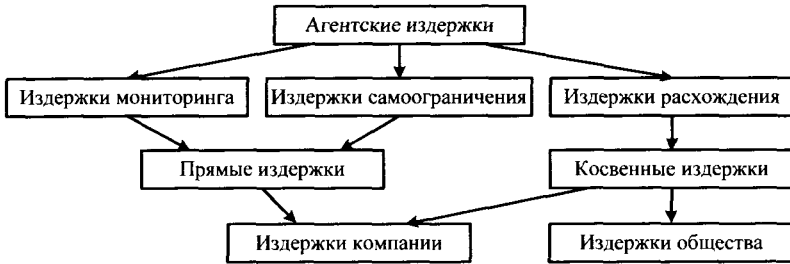 Агентские издержки
Издержки мониторинга
Издержки самоограничения
Издержки расхождения
Прямые издержки
Косвенные издержки
Издержки компании
Издержки общества